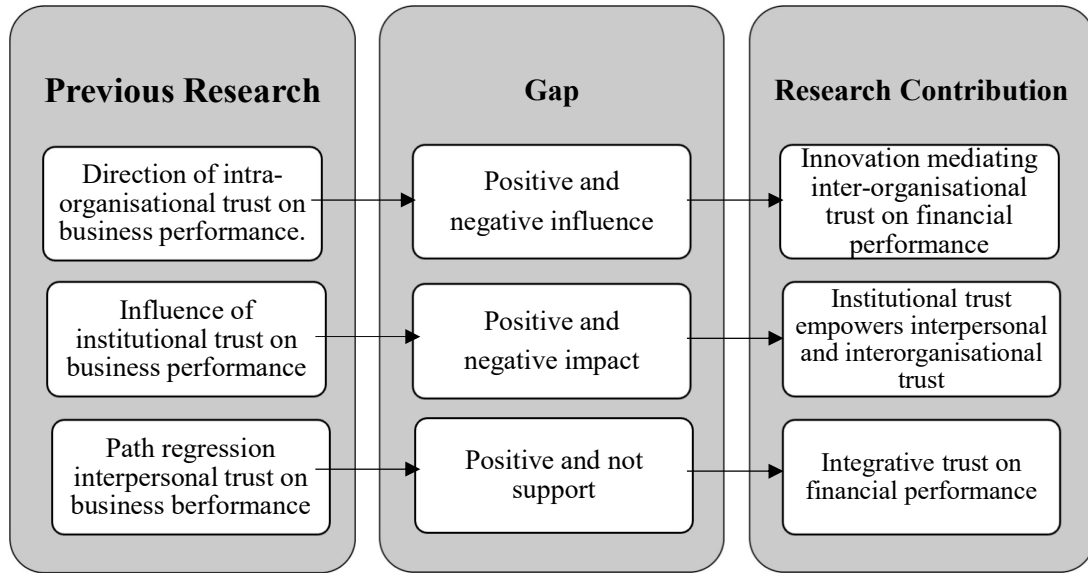 Previous Research
Direction of intra-
organisational trust on
business performance.
Influence of
institutional trust on
business performance
Path regression
interpersonal trust on
business berformance
Gap
Positive and
negative influence
Positive and
negative impact
Positive and not
support
Research Contribution
Innovation mediating
inter-organisational
trust on financial
performance
Institutional trust
empowers interpersonal
and interorganisational
trust
Integrative trust on
financial performance